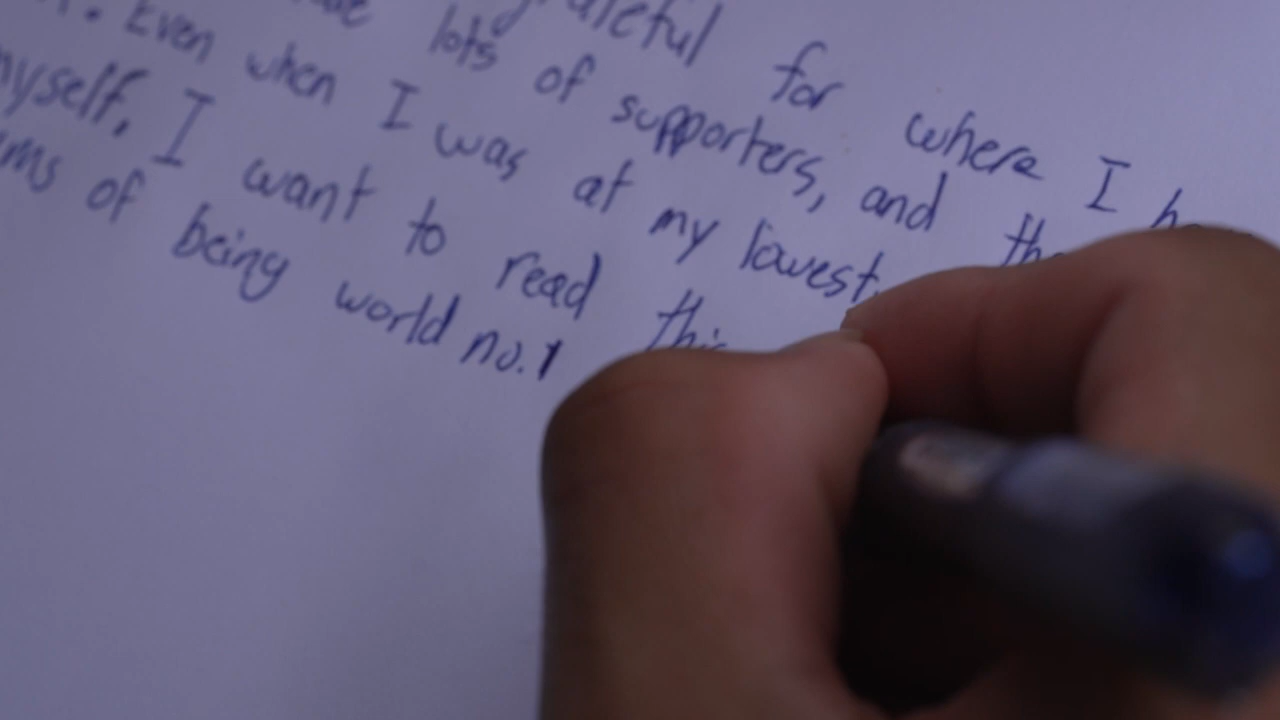 grateful for where I
lots of supporters, and
Even when I was at my lowest.
myself, I want to read this
of being world no.1